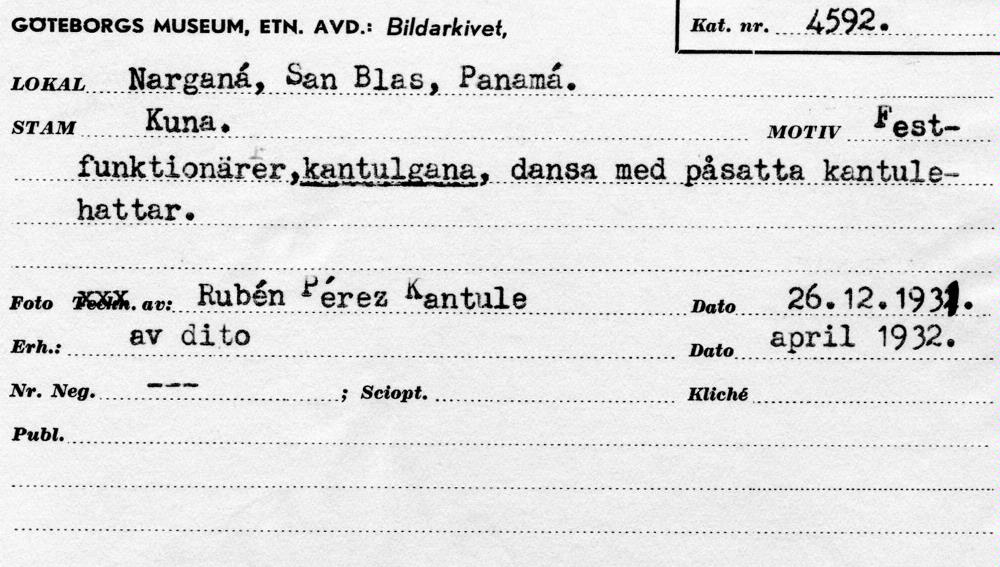 GÖTEBORGS MUSEUM, ETN. AVD.: Bildarkivet, Kat. nr. 4592.
LOKAL Narganá, San Blas, Panamá.
STAM Kuna. MOTIV Fest-
funktionärer, kantulgana, dansa med påsatta kantule-
hattar.
Foto Teckn. av: Rubén Pérez Kantule Dato 26.12.1931.
Erh.: av dito Dato april 1932.
Nr. Neg. --- ; Sciopt. Kliché
Publ.